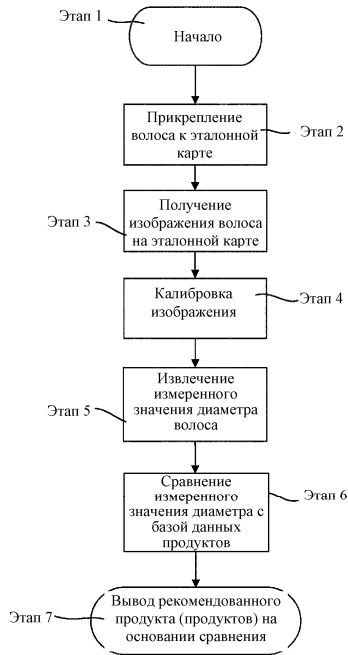 Этап 1
Начало
Прикрепление
волоса к эталонной
карте
Этап 2
Получение
изображения волоса
на эталонной карте
Этап 3
Калибровка
изображения
Этап 4
Извлечение
измеренного
значения диаметра
волоса
Этап 5
Сравнение
измеренного
значения диаметра с
базой данных
продуктов
Этап 6
Вывод рекомендованного
продукта (продуктов) на
основании сравнения
Этап 7